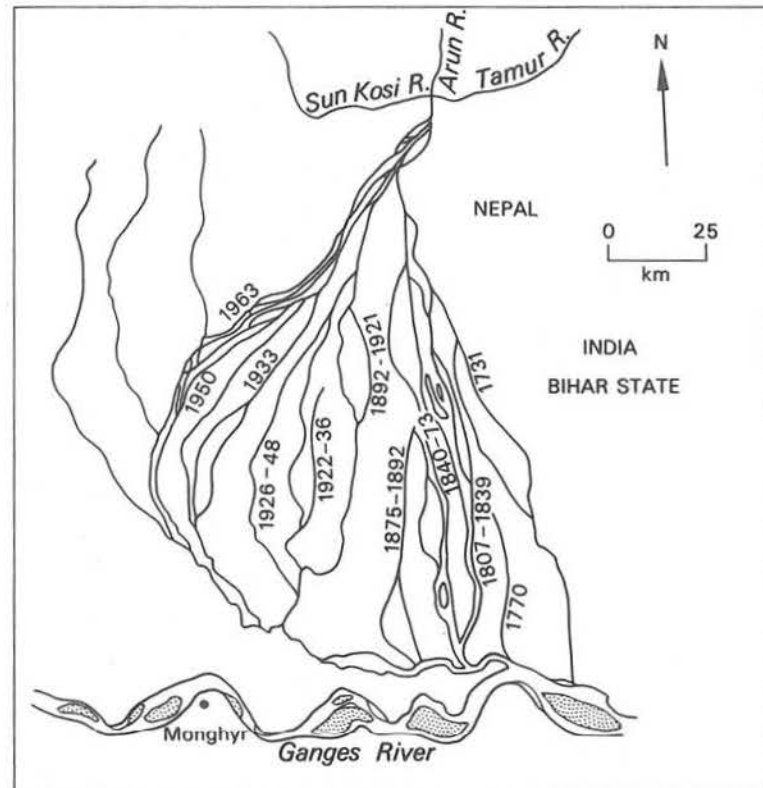 Sun Kosi R.
Arun R.
Tamur R.
N
NEPAL
0 25
km
INDIA
BIHAR STATE
1963
1950
1933
1926-48
1922-36
1892-1921
1875-1892
1840-73
1807-1839
1731
1770
Monghyr
Ganges River